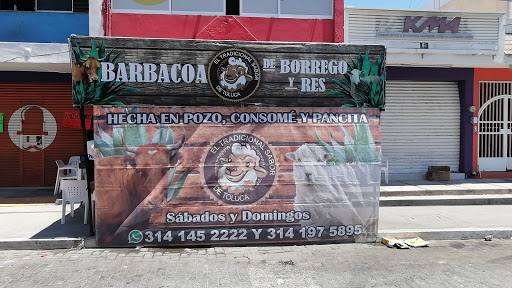 KMA
BARBACOA DE BORREGO Y RES
EL TRADICIONAL SABOR
DE TOLUCA
HECHA EN POZO, CONSOMÉ Y PANCITA
EL TRADICIONAL SABOR
DE TOLUCA
Sábados y Domingos
314 145 2222 Y 314 197 5895